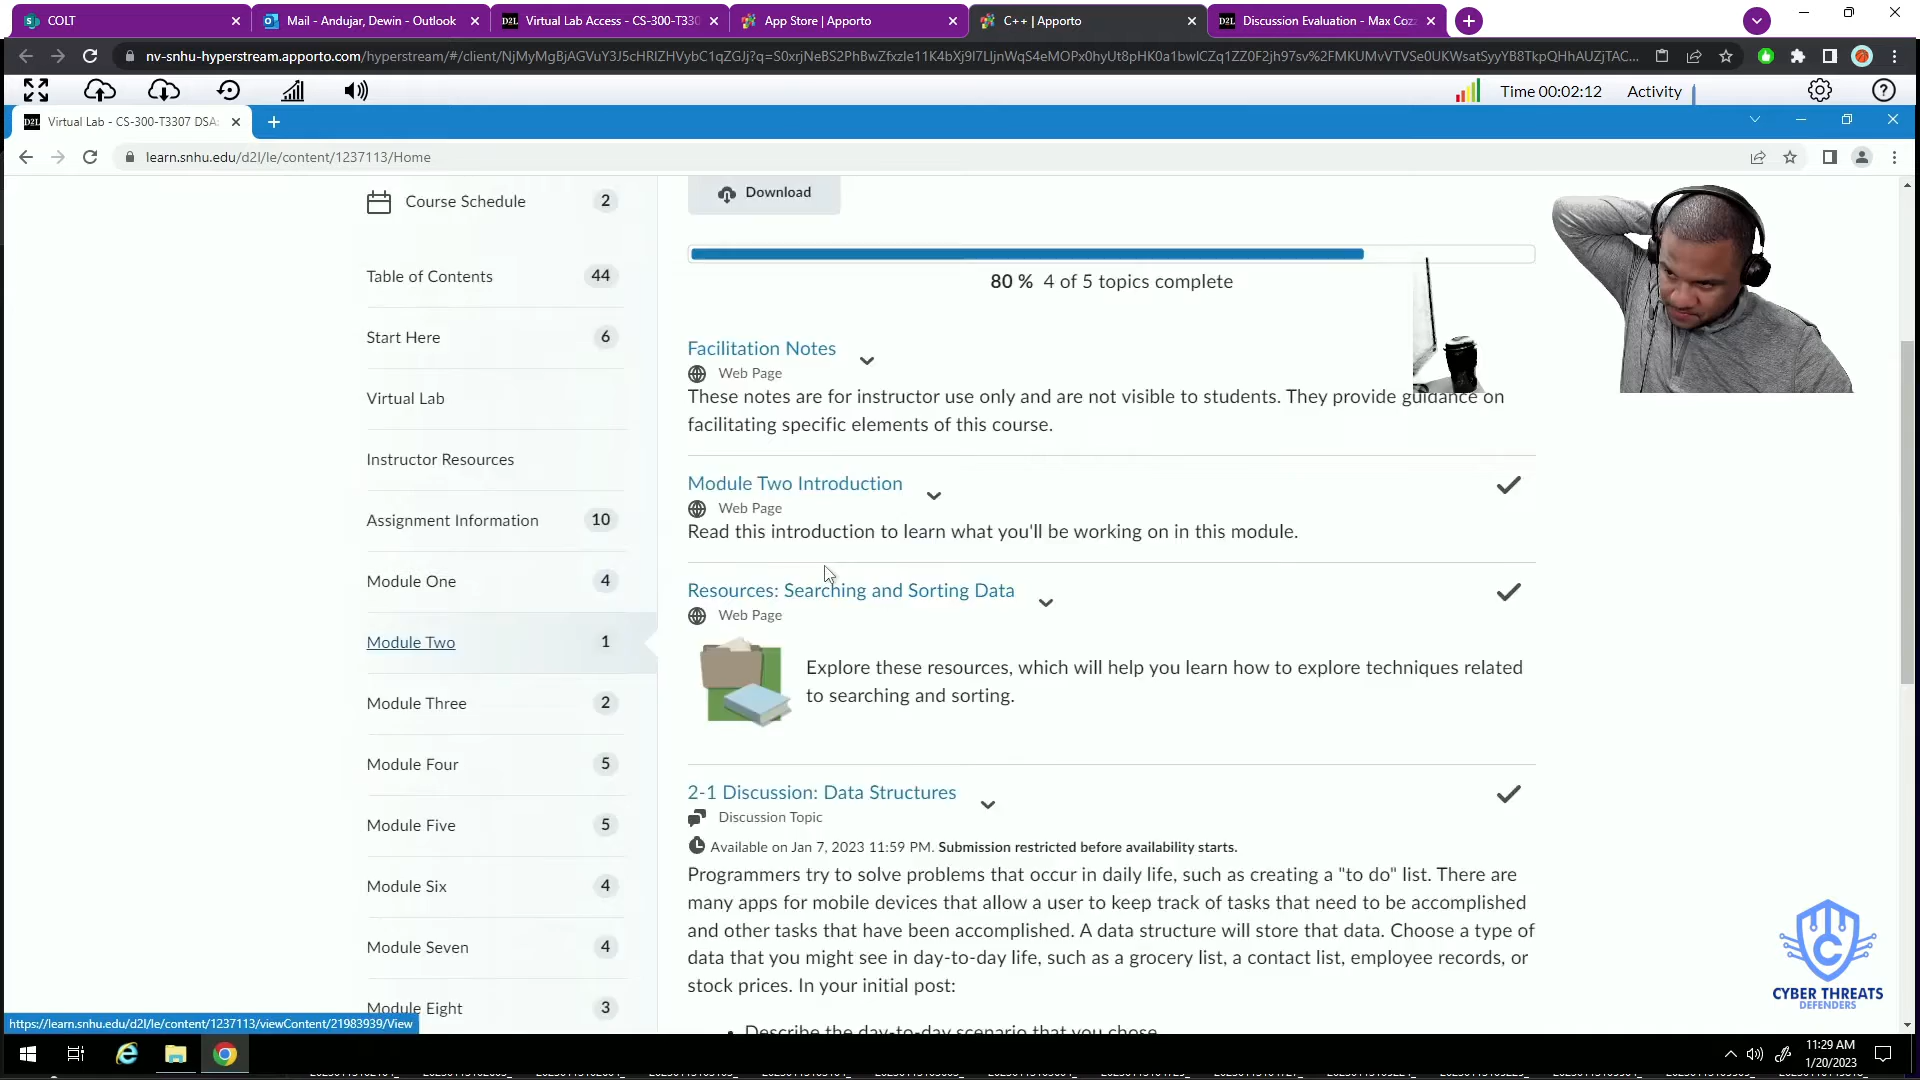 COLT
Mail - Andujar, Dewin - Outlook
Virtual Lab Access - CS-300-T330
App Store | Apporto
C++ | Apporto
Discussion Evaluation - Max Coz
Time 00:02:12
Activity
Virtual Lab - CS-300-T3307 DSA:
learn.snhu.edu/d2l/le/content/1237113/Home
Course Schedule 2
Table of Contents 44
Start Here 6
Virtual Lab
Instructor Resources
Assignment Information 10
Module One 4
Module Two 1
Module Three 2
Module Four 5
Module Five 5
Module Six 4
Module Seven 4
Module Eight 3
Download
80 % 4 of 5 topics complete
Facilitation Notes
Web Page
These notes are for instructor use only and are not visible to students. They provide guidance on
facilitating specific elements of this course.
Module Two Introduction
Web Page
Read this introduction to learn what you'll be working on in this module.
Resources: Searching and Sorting Data
Web Page
Explore these resources, which will help you learn how to explore techniques related
to searching and sorting.
2-1 Discussion: Data Structures
Discussion Topic
Available on Jan 7, 2023 11:59 PM. Submission restricted before availability starts.
Programmers try to solve problems that occur in daily life, such as creating a "to do" list. There are
many apps for mobile devices that allow a user to keep track of tasks that need to be accomplished
and other tasks that have been accomplished. A data structure will store that data. Choose a type of
data that you might see in day-to-day life, such as a grocery list, a contact list, employee records, or
stock prices. In your initial post:
• Describe the day-to-day scenario that you chose
CYBER THREATS
DEFENDERS
https://learn.snhu.edu/d2l/le/content/1237113/viewContent/21983939/View
11:29 AM
1/20/2023